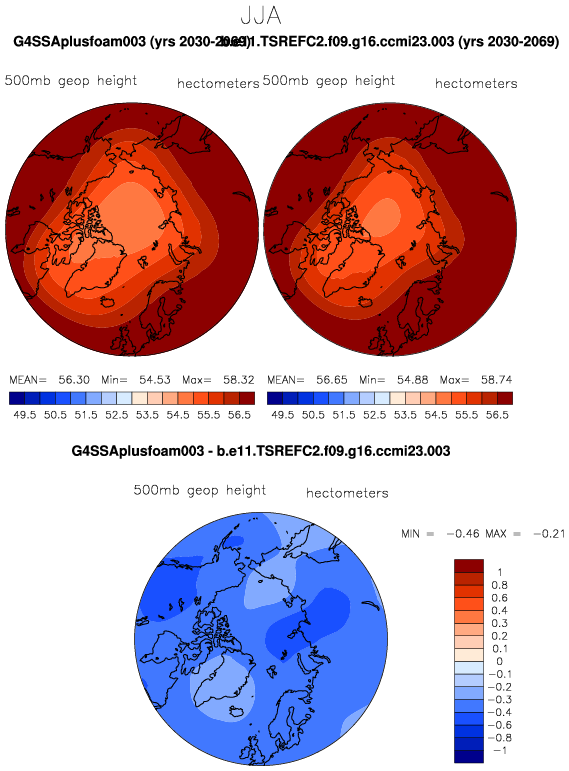 JJA
G4SSAplusfoam003 (yrs 2030-2069) b.e11.TSREFC2.f09.g16.ccmi23.003 (yrs 2030-2069)
500mb geop height hectometers 500mb geop height hectometers
MEAN= 56.30 Min= 54.53 Max= 58.32 MEAN= 56.65 Min= 54.88 Max= 58.74
49.5 50.5 51.5 52.5 53.5 54.5 55.5 56.5 49.5 50.5 51.5 52.5 53.5 54.5 55.5 56.5
G4SSAplusfoam003 - b.e11.TSREFC2.f09.g16.ccmi23.003
500mb geop height hectometers
MIN = −0.46 MAX = −0.21
1
0.8
0.6
0.4
0.3
0.2
0.1
0
−0.1
−0.2
−0.3
−0.4
−0.6
−0.8
−1